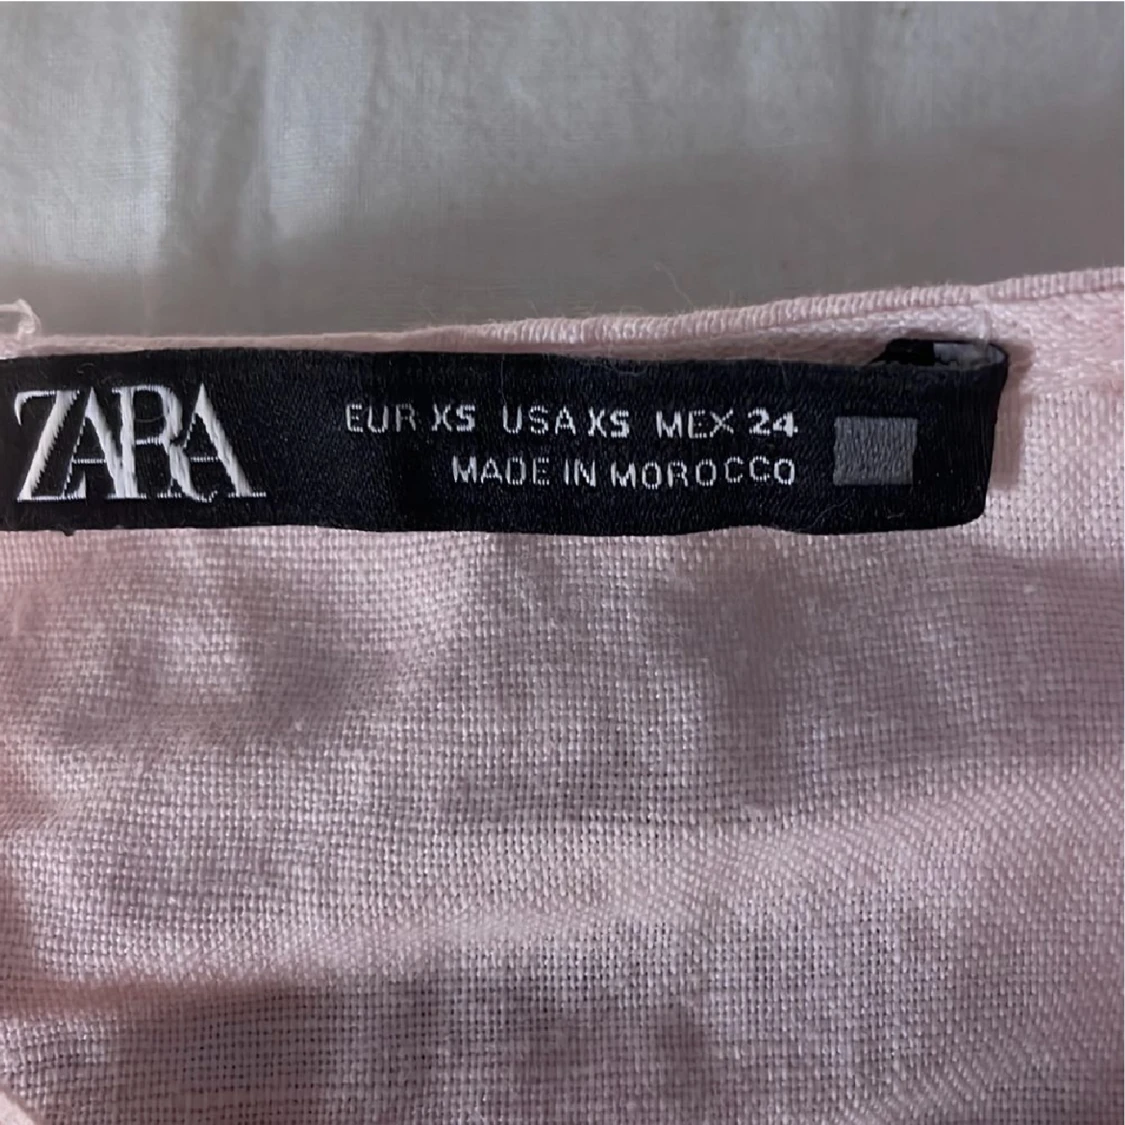 ZARA
EUR XS USA XS MEX 24
MADE IN MOROCCO